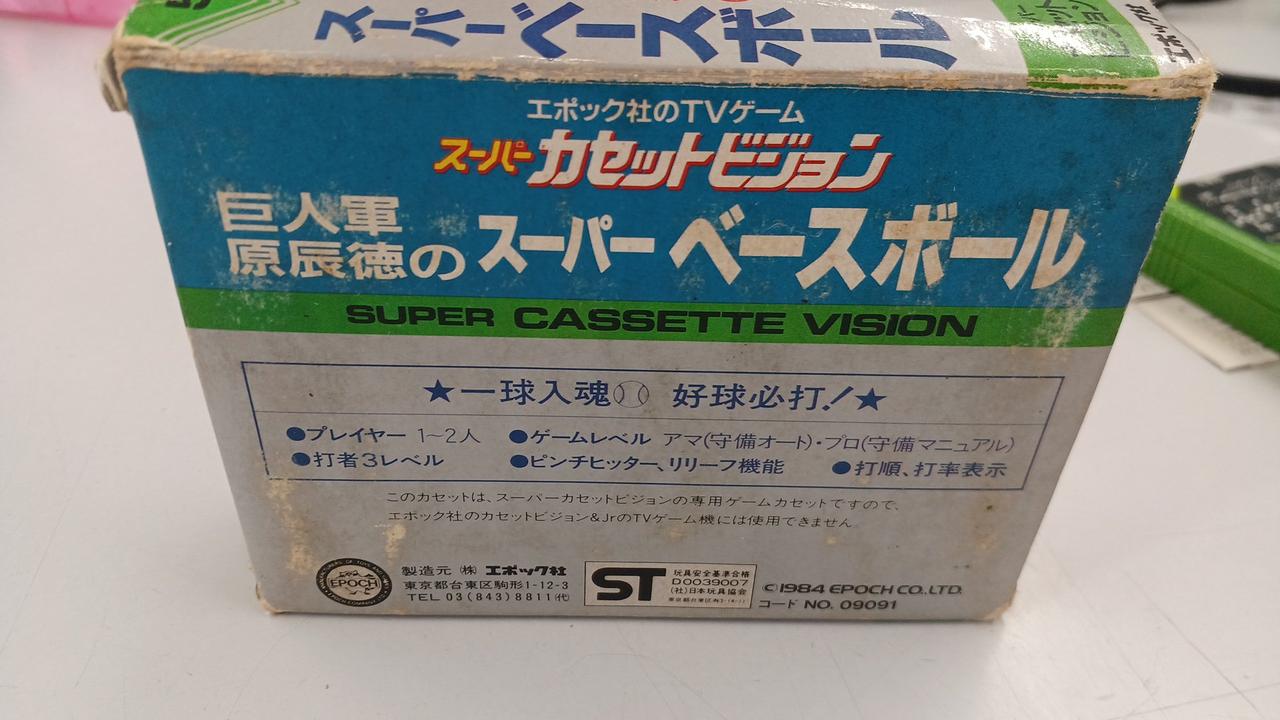 スーパーベースボール
エポック社
エポック社のTVゲーム
スーパー カセットビジョン
巨人軍
原辰徳の スーパー ベースボール
SUPER CASSETTE VISION
★一球入魂 好球必打!★
●プレイヤー 1〜2人 ●ゲームレベル アマ(守備オート)・プロ(守備マニュアル)
●打者3レベル ●ピンチヒッター、リリーフ機能 ●打順、打率表示
このカセットは、スーパーカセットビジョンの専用ゲームカセットですので、
エポック社のカセットビジョン&JrのTVゲーム機には使用できません。
EPOCH
製造元 (株) エポック社
東京都台東区駒形1-12-3
TEL 03(843)8811(代)
ST
玩具安全基準合格
D0039007
(社)日本玩具協会
©1984 EPOCH CO.,LTD.
コード NO. 09091